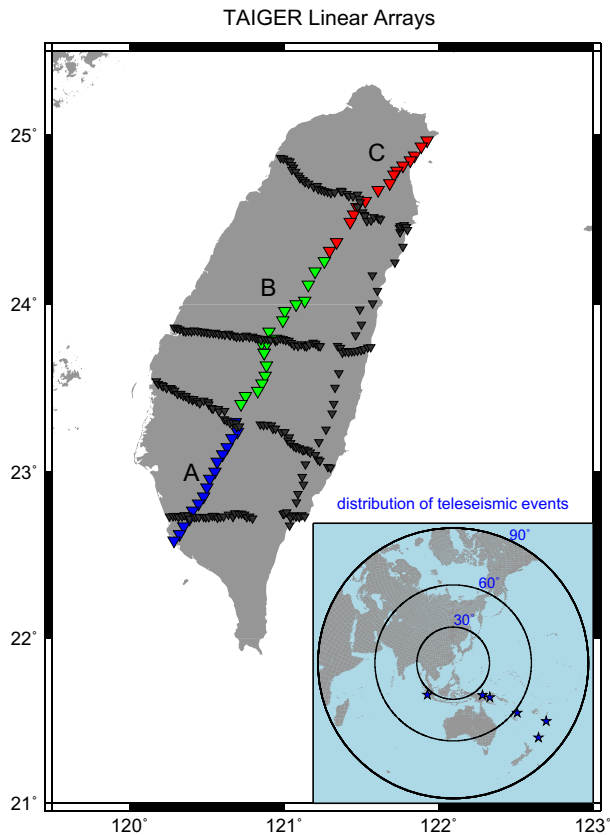 TAIGER Linear Arrays
25˚
C
B
24˚
23˚
A
distribution of teleseismic events
90˚
60˚
30˚
22˚
21˚
120˚ 121˚ 122˚ 123˚